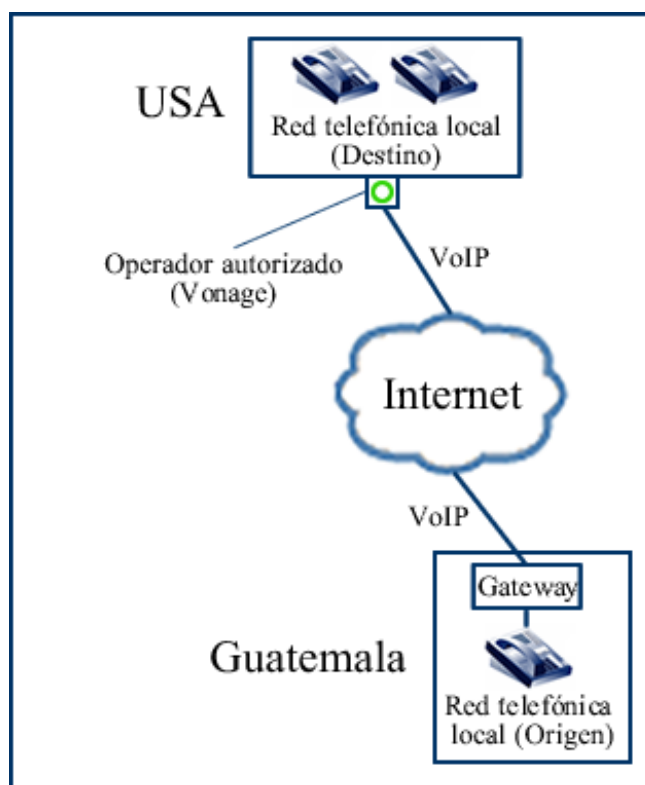 USA
Red telefónica local
(Destino)
Operador autorizado
(Vonage)
VoIP
Internet
VoIP
Gateway
Guatemala
Red telefónica
local (Origen)